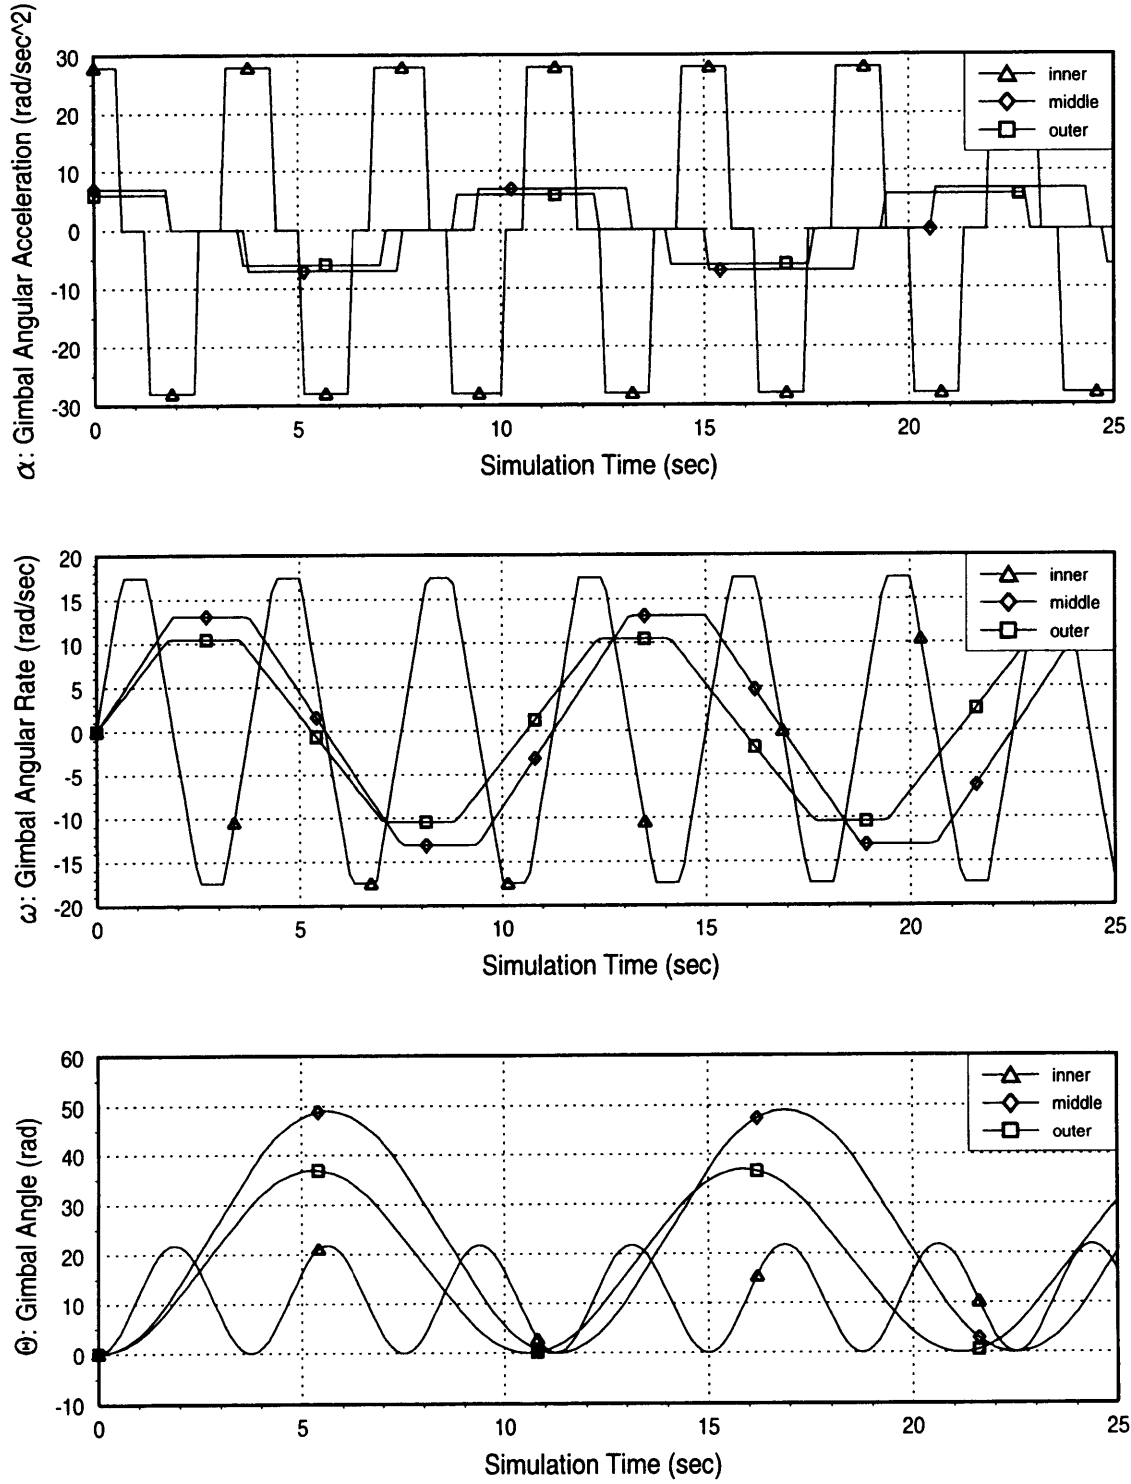 α: Gimbal Angular Acceleration (rad/sec^2)
30
20
10
0
-10
-20
-30
0
5
10
15
20
25
Simulation Time (sec)
inner
middle
outer
ω: Gimbal Angular Rate (rad/sec)
20
15
10
5
0
-5
-10
-15
-20
0
5
10
15
20
25
Simulation Time (sec)
inner
middle
outer
Θ: Gimbal Angle (rad)
60
50
40
30
20
10
0
-10
0
5
10
15
20
25
Simulation Time (sec)
inner
middle
outer